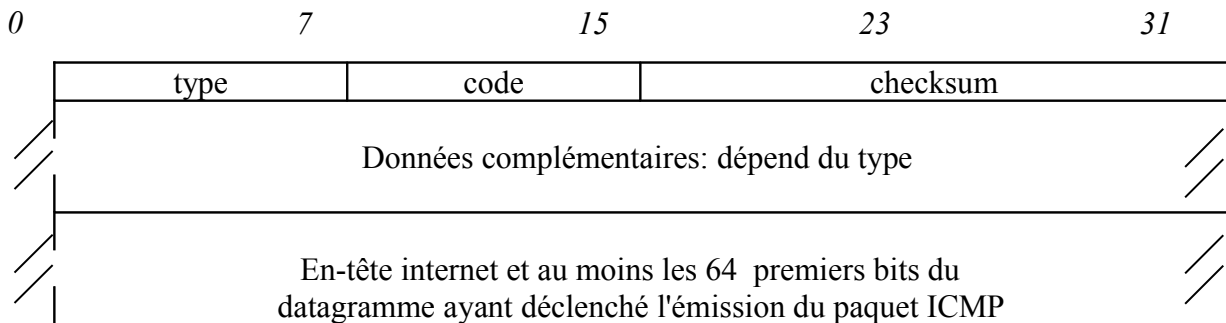 0 7 15 23 31
type code checksum
Données complémentaires: dépend du type
En-tête internet et au moins les 64 premiers bits du
datagramme ayant déclenché l'émission du paquet ICMP